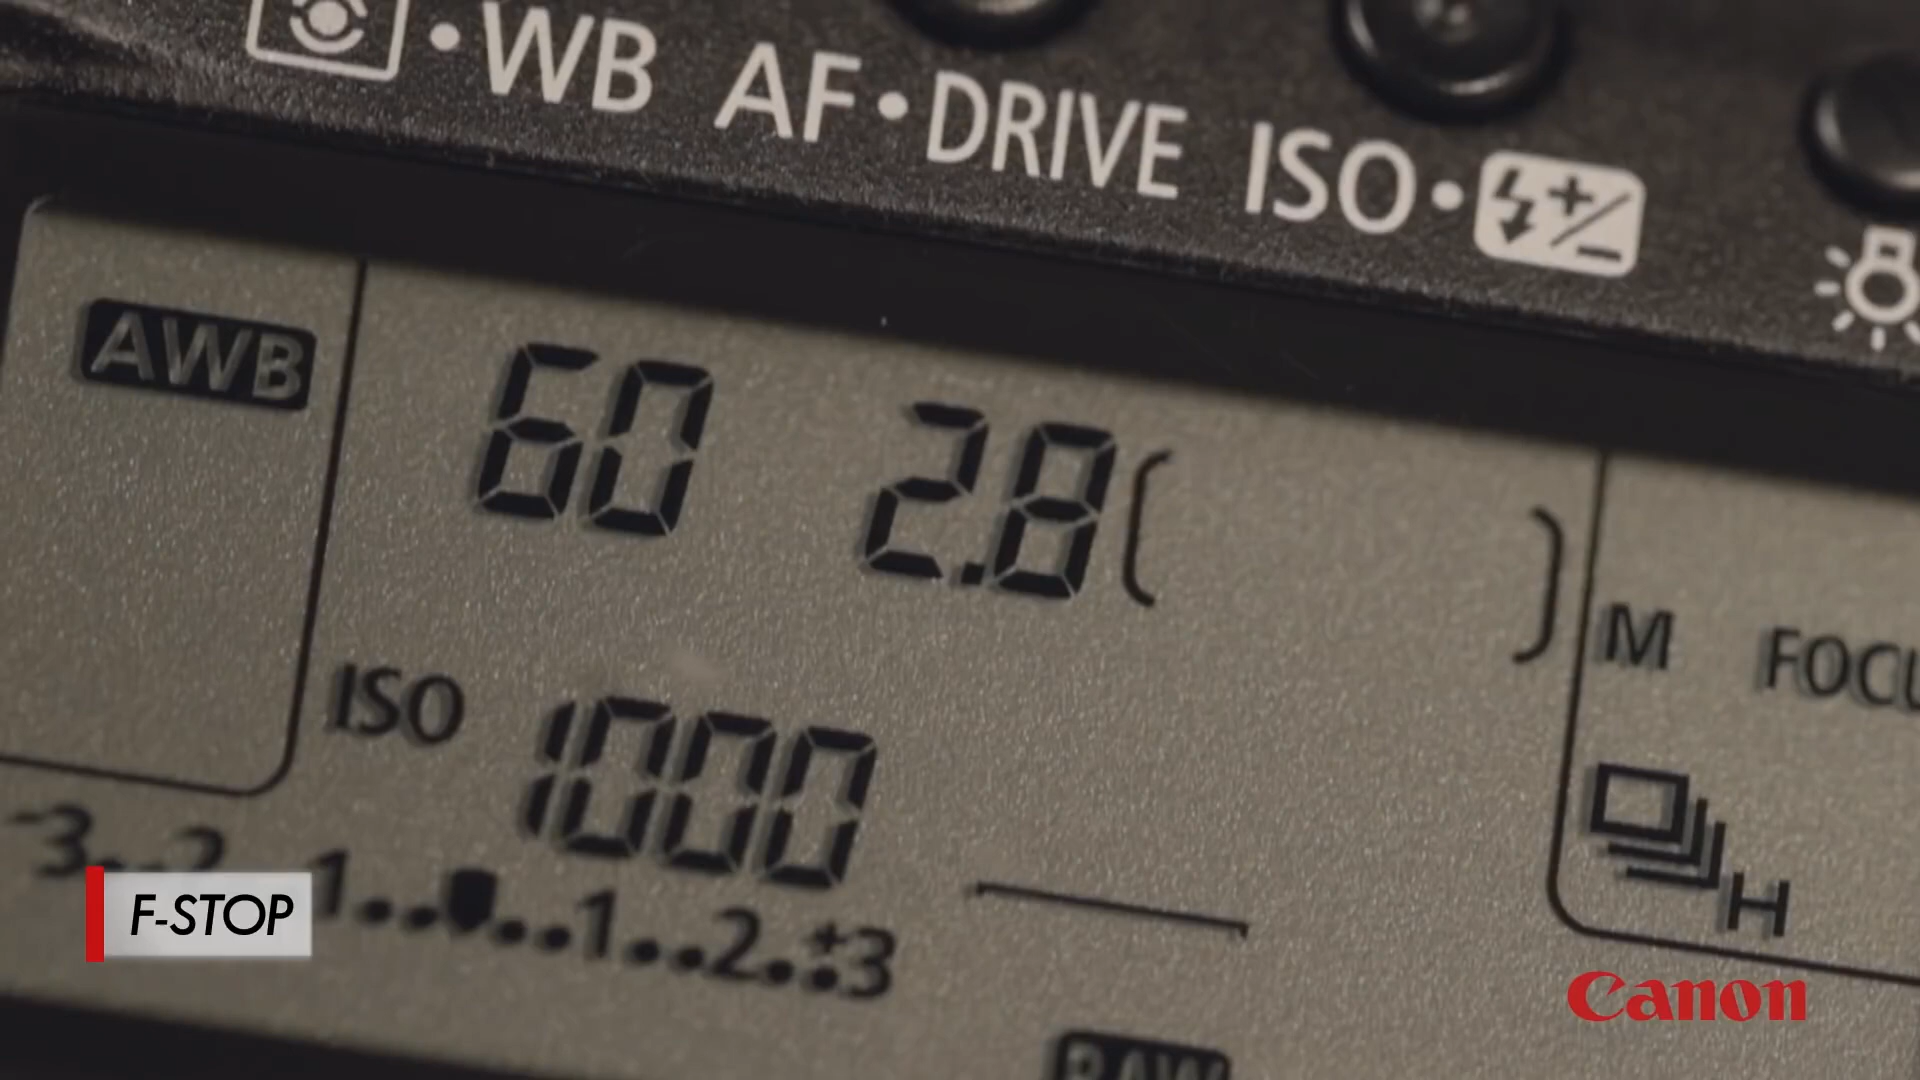 WB AF•DRIVE ISO•
AWB
60 2.8
M FOCU
ISO 1000
H
-3..2..1.. ..1..2..+3
F-STOP
Canon
RAW